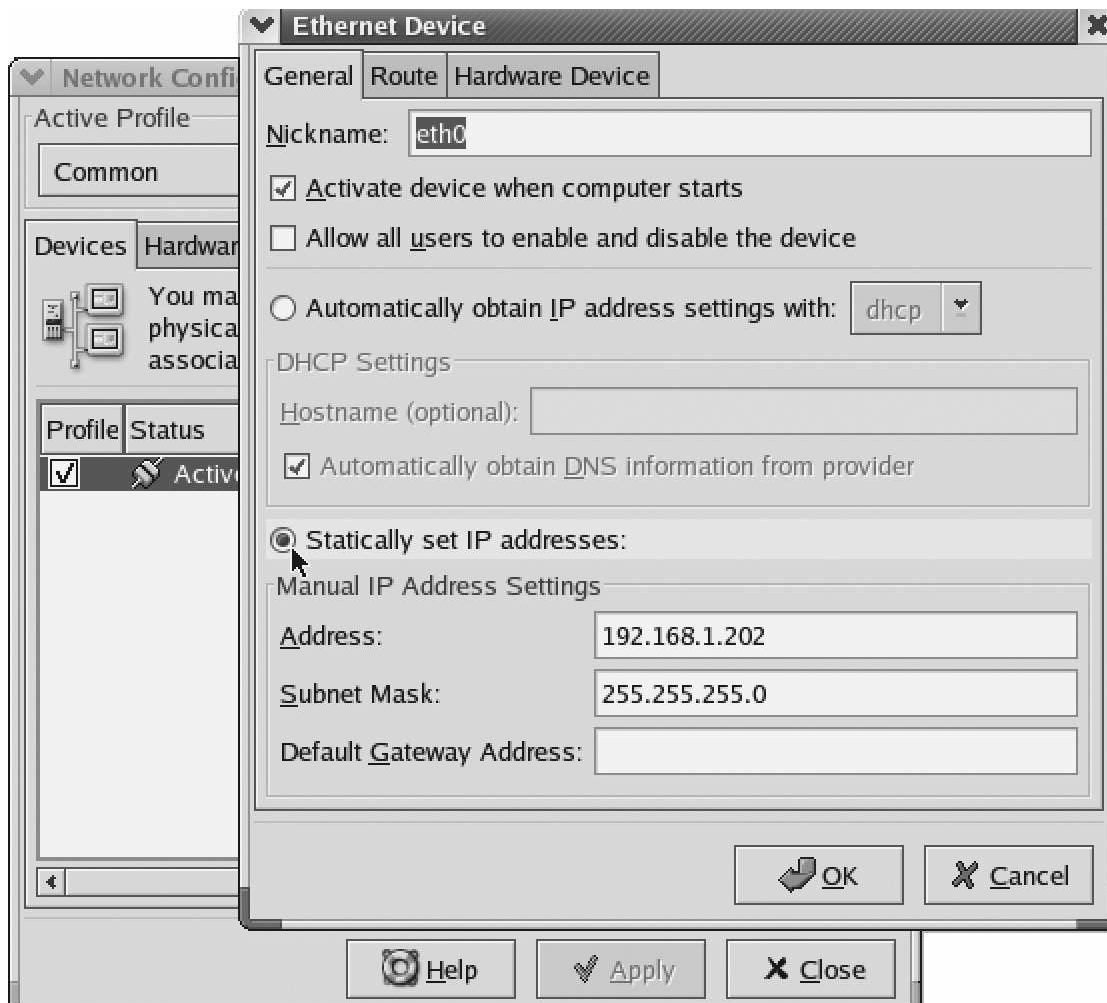 Ethernet Device
Network Confi
General Route Hardware Device
Active Profile
Common
Nickname: eth0
Activate device when computer starts
Allow all users to enable and disable the device
Devices Hardwar
You ma
physica
associa
Automatically obtain IP address settings with: dhcp
DHCP Settings
Hostname (optional):
Automatically obtain DNS information from provider
Profile Status
Active
Statically set IP addresses:
Manual IP Address Settings
Address: 192.168.1.202
Subnet Mask: 255.255.255.0
Default Gateway Address:
OK Cancel
Help Apply Close